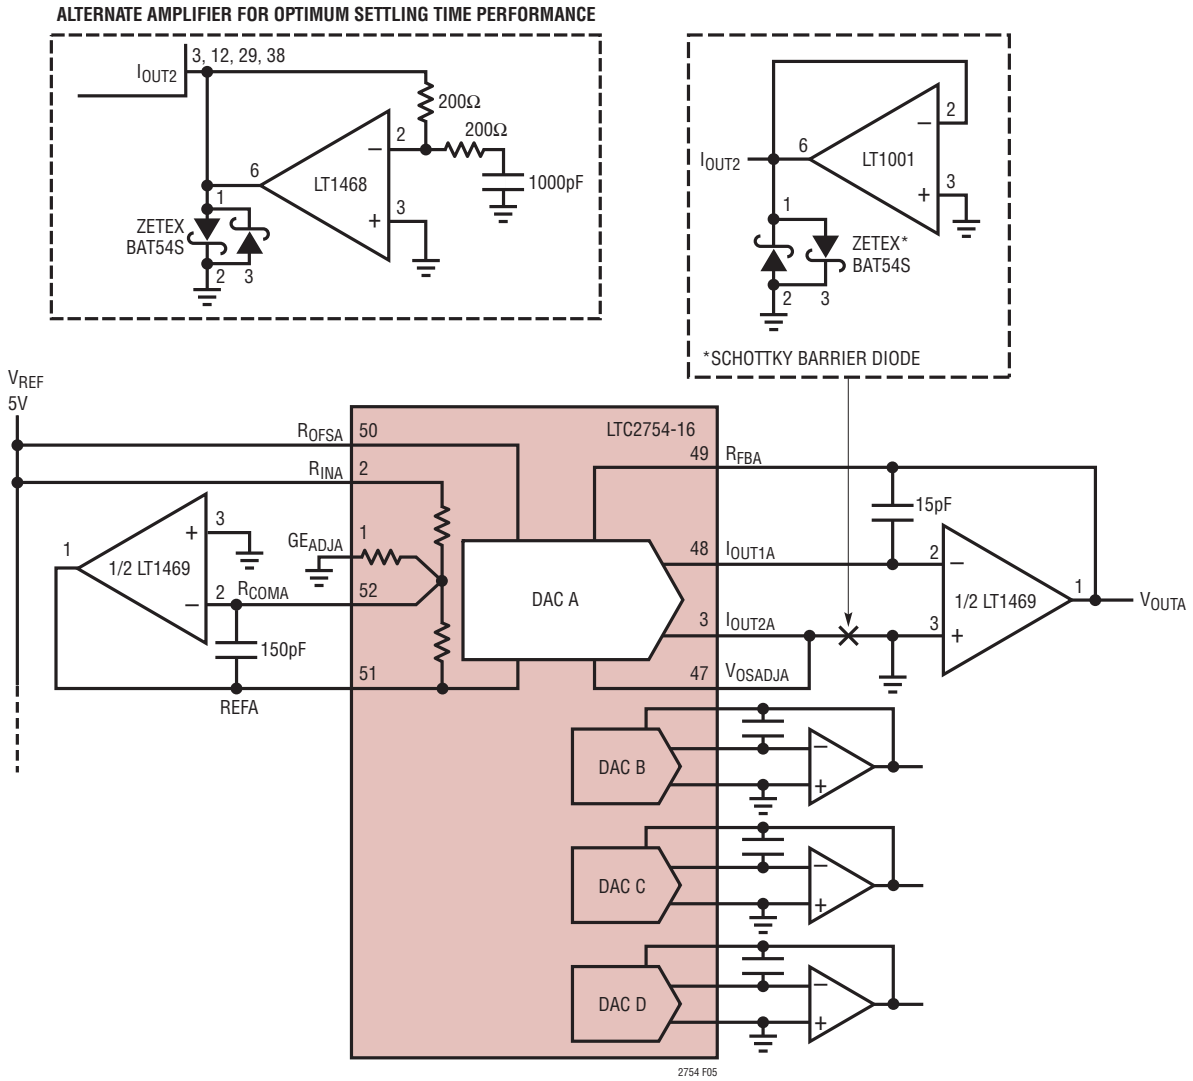 ALTERNATE AMPLIFIER FOR OPTIMUM SETTLING TIME PERFORMANCE
IOUT2
3, 12, 29, 38
200Ω
200Ω
2
−
6
LT1468
1000pF
1
3
+
ZETEX
BAT54S
2
3
2
−
6
IOUT2
LT1001
3
+
1
ZETEX*
BAT54S
2
3
*SCHOTTKY BARRIER DIODE
VREF
5V
ROFSA
50
LTC2754-16
49
RFBA
RINA
2
15pF
3
+
1
1/2 LT1469
GEADJA
1
48
IOUT1A
2
−
2
−
RCOMA
52
DAC A
1
1/2 LT1469
VOUTA
3
IOUT2A
3
+
150pF
51
47
VOSADJA
REFA
DAC B
−
+
DAC C
−
+
DAC D
−
+
2754 F05